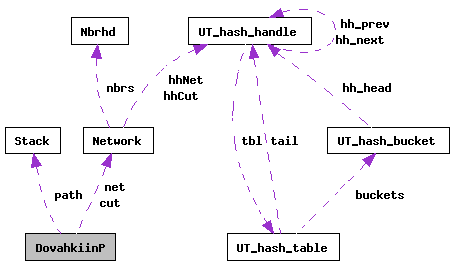 Nbrhd
UT_hash_handle
hh_prev
hh_next
nbrs
hhNet
hhCut
hh_head
Stack
Network
tbl
tail
UT_hash_bucket
path
net
cut
buckets
DovahkiinP
UT_hash_table